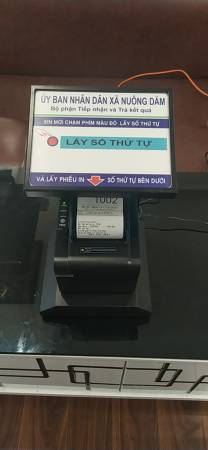 ỦY BAN NHÂN DÂN XÃ NUÔNG DĂM
Bộ phận Tiếp nhận và Trả kết quả
XIN MỜI CHẠM PHÍM MÀU ĐỎ LẤY SỐ THỨ TỰ
LẤY SỐ THỨ TỰ
VÀ LẤY PHIẾU IN SỐ THỨ TỰ BÊN DƯỚI
1002